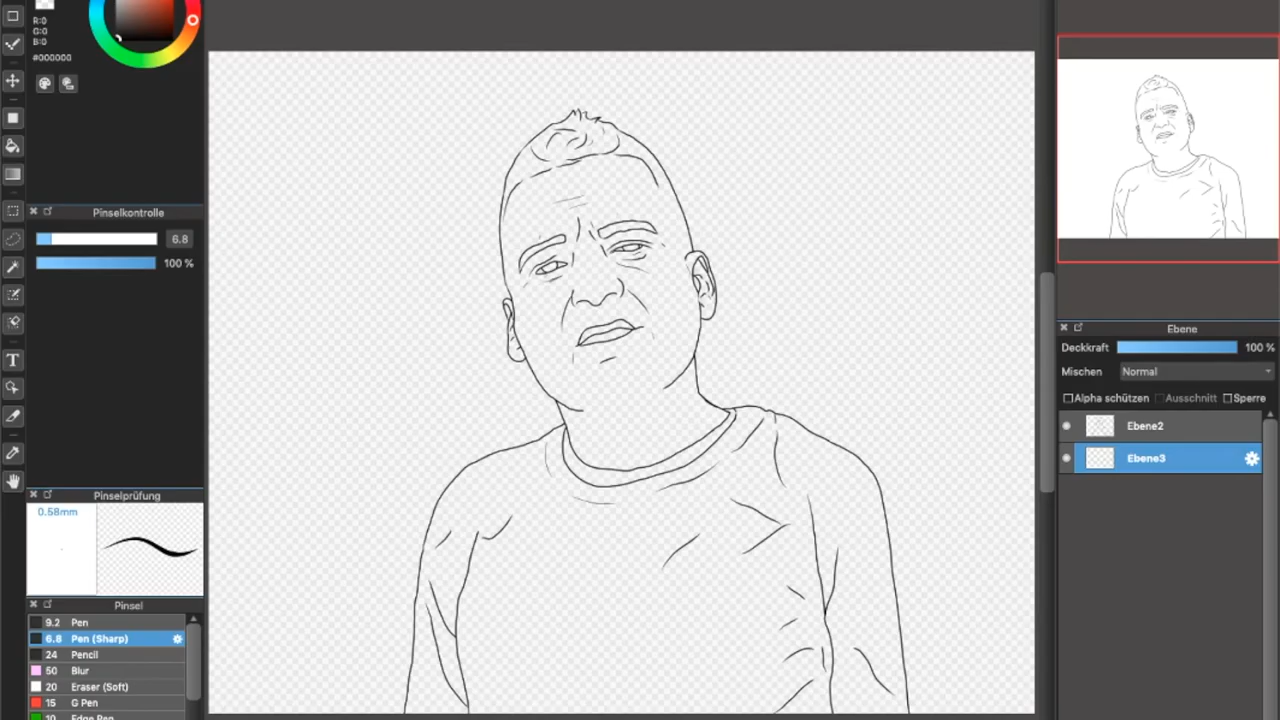 R:0
G:0
B:0
#000000
Pinselkontrolle
6.8
100 %
Pinselprüfung
0.58mm
Pinsel
9.2 Pen
6.8 Pen (Sharp)
24 Pencil
50 Blur
20 Eraser (Soft)
15 G Pen
10 Edge Pen
T
Ebene
Deckkraft 100 %
Mischen Normal
Alpha schützen Ausschnitt Sperre
Ebene2
Ebene3